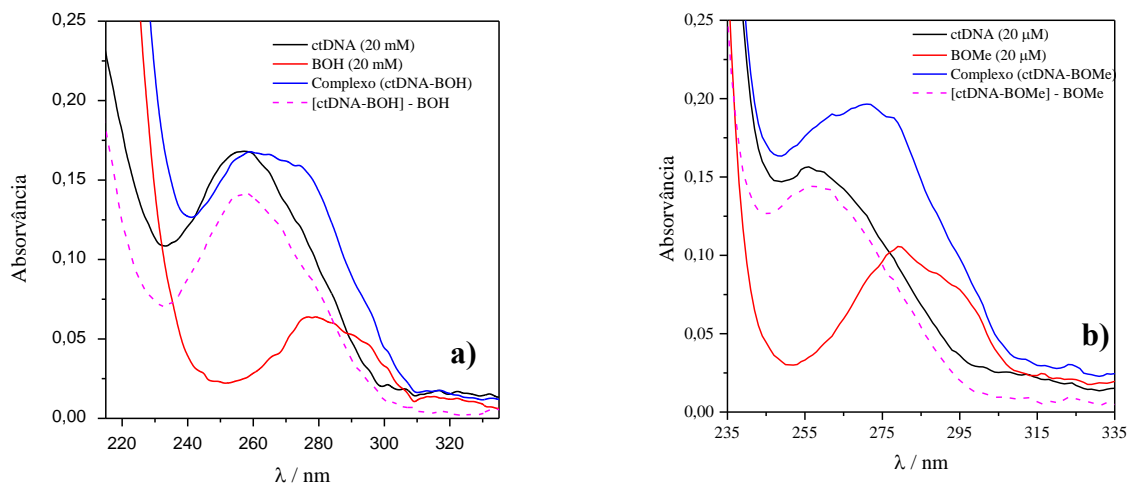 0,25
0,20
0,15
0,10
0,05
0,00
Absorvância
ctDNA (20 mM)
BOH (20 mM)
Complexo (ctDNA-BOH)
[ctDNA-BOH] - BOH
a)
220 240 260 280 300 320
λ / nm
0,25
0,20
0,15
0,10
0,05
0,00
Absorvância
ctDNA (20 μM)
BOMe (20 μM)
Complexo (ctDNA-BOMe)
[ctDNA-BOMe] - BOMe
b)
235 255 275 295 315 335
λ / nm